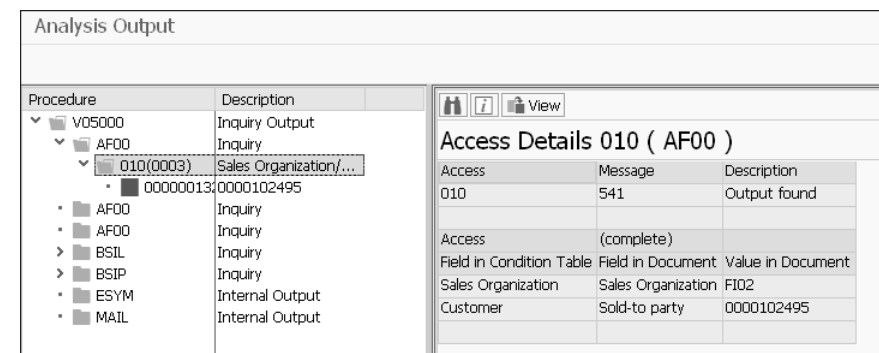 Analysis Output
Procedure Description
V05000 Inquiry Output
AF00 Inquiry
010(0003) Sales Organization/...
000000132 0000102495
AF00 Inquiry
AF00 Inquiry
BSIL Inquiry
BSIP Inquiry
ESYM Internal Output
MAIL Internal Output
View
Access Details 010 ( AF00 )
Access Message Description
010 541 Output found
Access (complete)
Field in Condition Table Field in Document Value in Document
Sales Organization Sales Organization FI02
Customer Sold-to party 0000102495